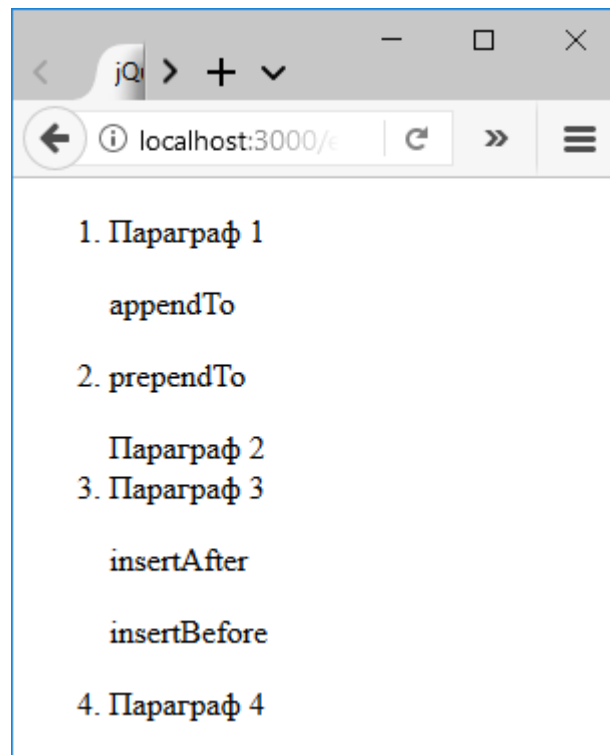 jQ
localhost:3000/e
1. Параграф 1
appendTo
2. prependTo
Параграф 2
3. Параграф 3
insertAfter
insertBefore
4. Параграф 4